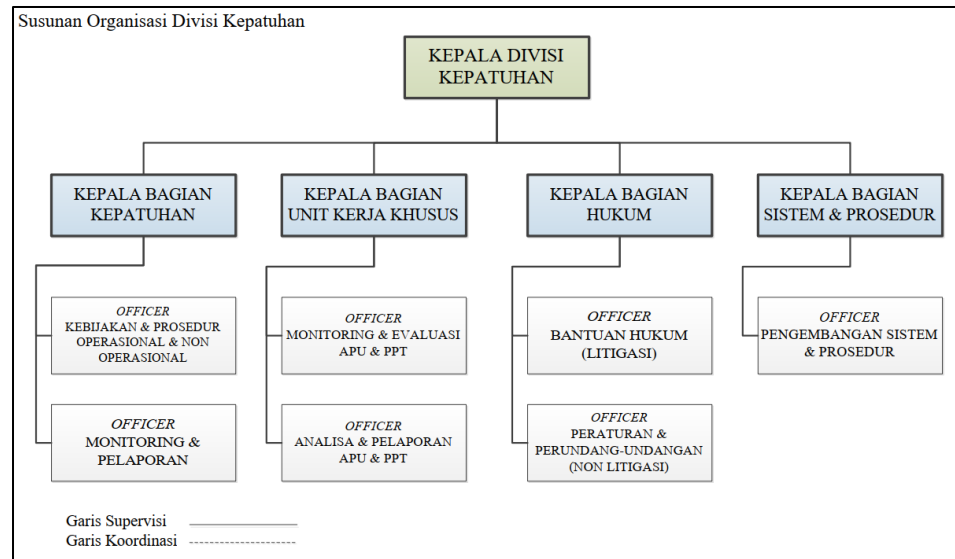 Susunan Organisasi Divisi Kepatuhan
KEPALA DIVISI
KEPATUHAN
KEPALA BAGIAN
KEPATUHAN
KEPALA BAGIAN
UNIT KERJA KHUSUS
KEPALA BAGIAN
HUKUM
KEPALA BAGIAN
SISTEM & PROSEDUR
OFFICER
KEBIJAKAN & PROSEDUR
OPERASIONAL & NON
OPERASIONAL
OFFICER
MONITORING & EVALUASI
APU & PPT
OFFICER
BANTUAN HUKUM
(LITIGASI)
OFFICER
PENGEMBANGAN SISTEM
& PROSEDUR
OFFICER
MONITORING &
PELAPORAN
OFFICER
ANALISA & PELAPORAN
APU & PPT
OFFICER
PERATURAN &
PERUNDANG-UNDANGAN
(NON LITIGASI)
Garis Supervisi
Garis Koordinasi